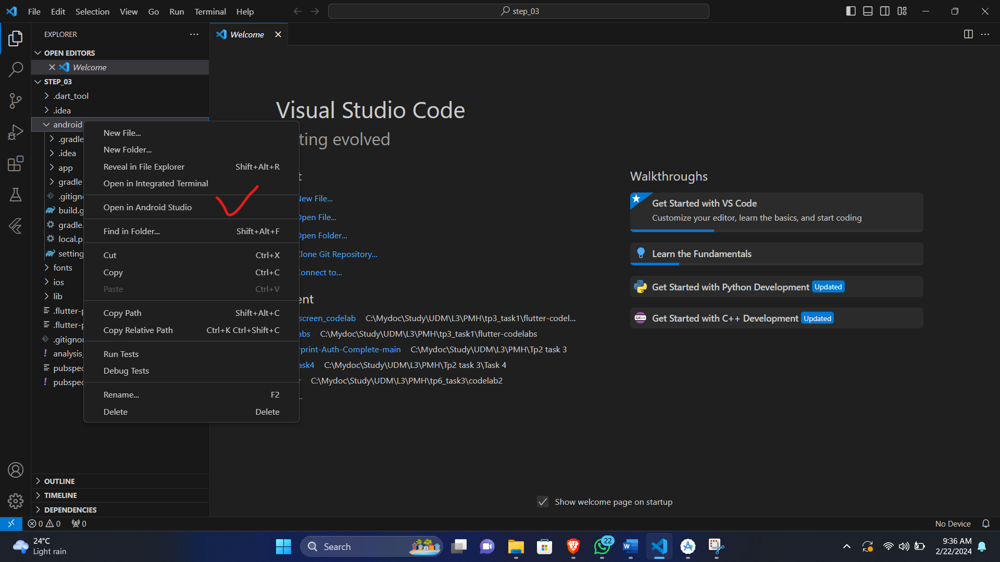 File Edit Selection View Go Run Terminal Help
step_03
EXPLORER
OPEN EDITORS
Welcome
STEP_03
.dart_tool
.idea
android
.gradle
.idea
app
gradle
.gitign
build.g
gradle.
local.p
setting
fonts
ios
lib
.flutter-p
.flutter-p
.gitignor
analysis_
pubspec
pubspec
OUTLINE
TIMELINE
DEPENDENCIES
New File...
New Folder...
Reveal in File Explorer Shift+Alt+R
Open in Integrated Terminal
Open in Android Studio
Find in Folder... Shift+Alt+F
Cut Ctrl+X
Copy Ctrl+C
Paste Ctrl+V
Copy Path Shift+Alt+C
Copy Relative Path Ctrl+K Ctrl+Shift+C
Run Tests
Debug Tests
Rename... F2
Delete Delete
Welcome
Visual Studio Code
ting evolved
t
New File...
Open File...
Open Folder...
Clone Git Repository...
Connect to...
ent
screen_codelab C:\Mydoc\Study\UDM\L3\PMH\tp3_task1\flutter-codel...
abs C:\Mydoc\Study\UDM\L3\PMH\tp3_task1\flutter-codelabs
rprint-Auth-Complete-main C:\Mydoc\Study\UDM\L3\PMH\Tp2 task 3
ask4 C:\Mydoc\Study\UDM\L3\PMH\Tp2 task 3\Task 4
r C:\Mydoc\Study\UDM\L3\PMH\tp6_task3\codelab2
..
Walkthroughs
Get Started with VS Code
Customize your editor, learn the basics, and start coding
Learn the Fundamentals
Get Started with Python Development Updated
C/C++ Get Started with C++ Development Updated
Show welcome page on startup
0 0 0
No Device
24°C
Light rain
Search
22
W
9:36 AM
2/22/2024